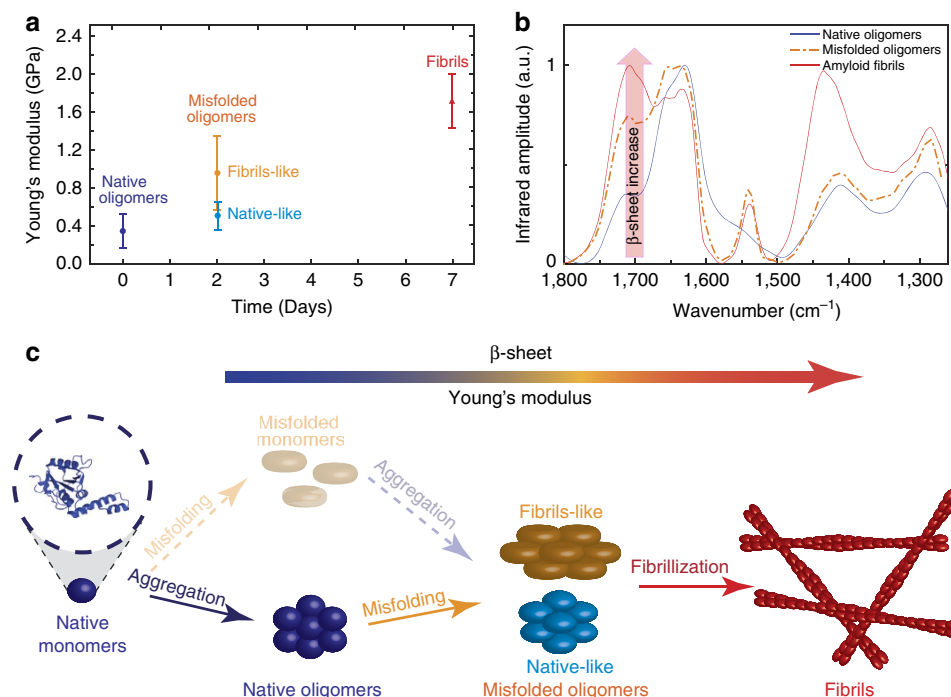 a
Young's modulus (GPa)
2.4
2.0
1.6
1.2
0.8
0.4
0.0
Native
oligomers
Misfolded
oligomers
Fibrils-like
Native-like
Fibrils
0 1 2 3 4 5 6 7
Time (Days)
b
Infrared amplitude (a.u.)
1
0
β-sheet increase
Native oligomers
Misfolded oligomers
Amyloid fibrils
1,800 1,700 1,600 1,500 1,400 1,300
Wavenumber (cm⁻¹)
c
β-sheet
Young's modulus
Misfolded
monomers
Misfolding
Aggregation
Aggregation
Misfolding
Native
monomers
Native oligomers
Fibrils-like
Native-like
Misfolded oligomers
Fibrillization
Fibrils